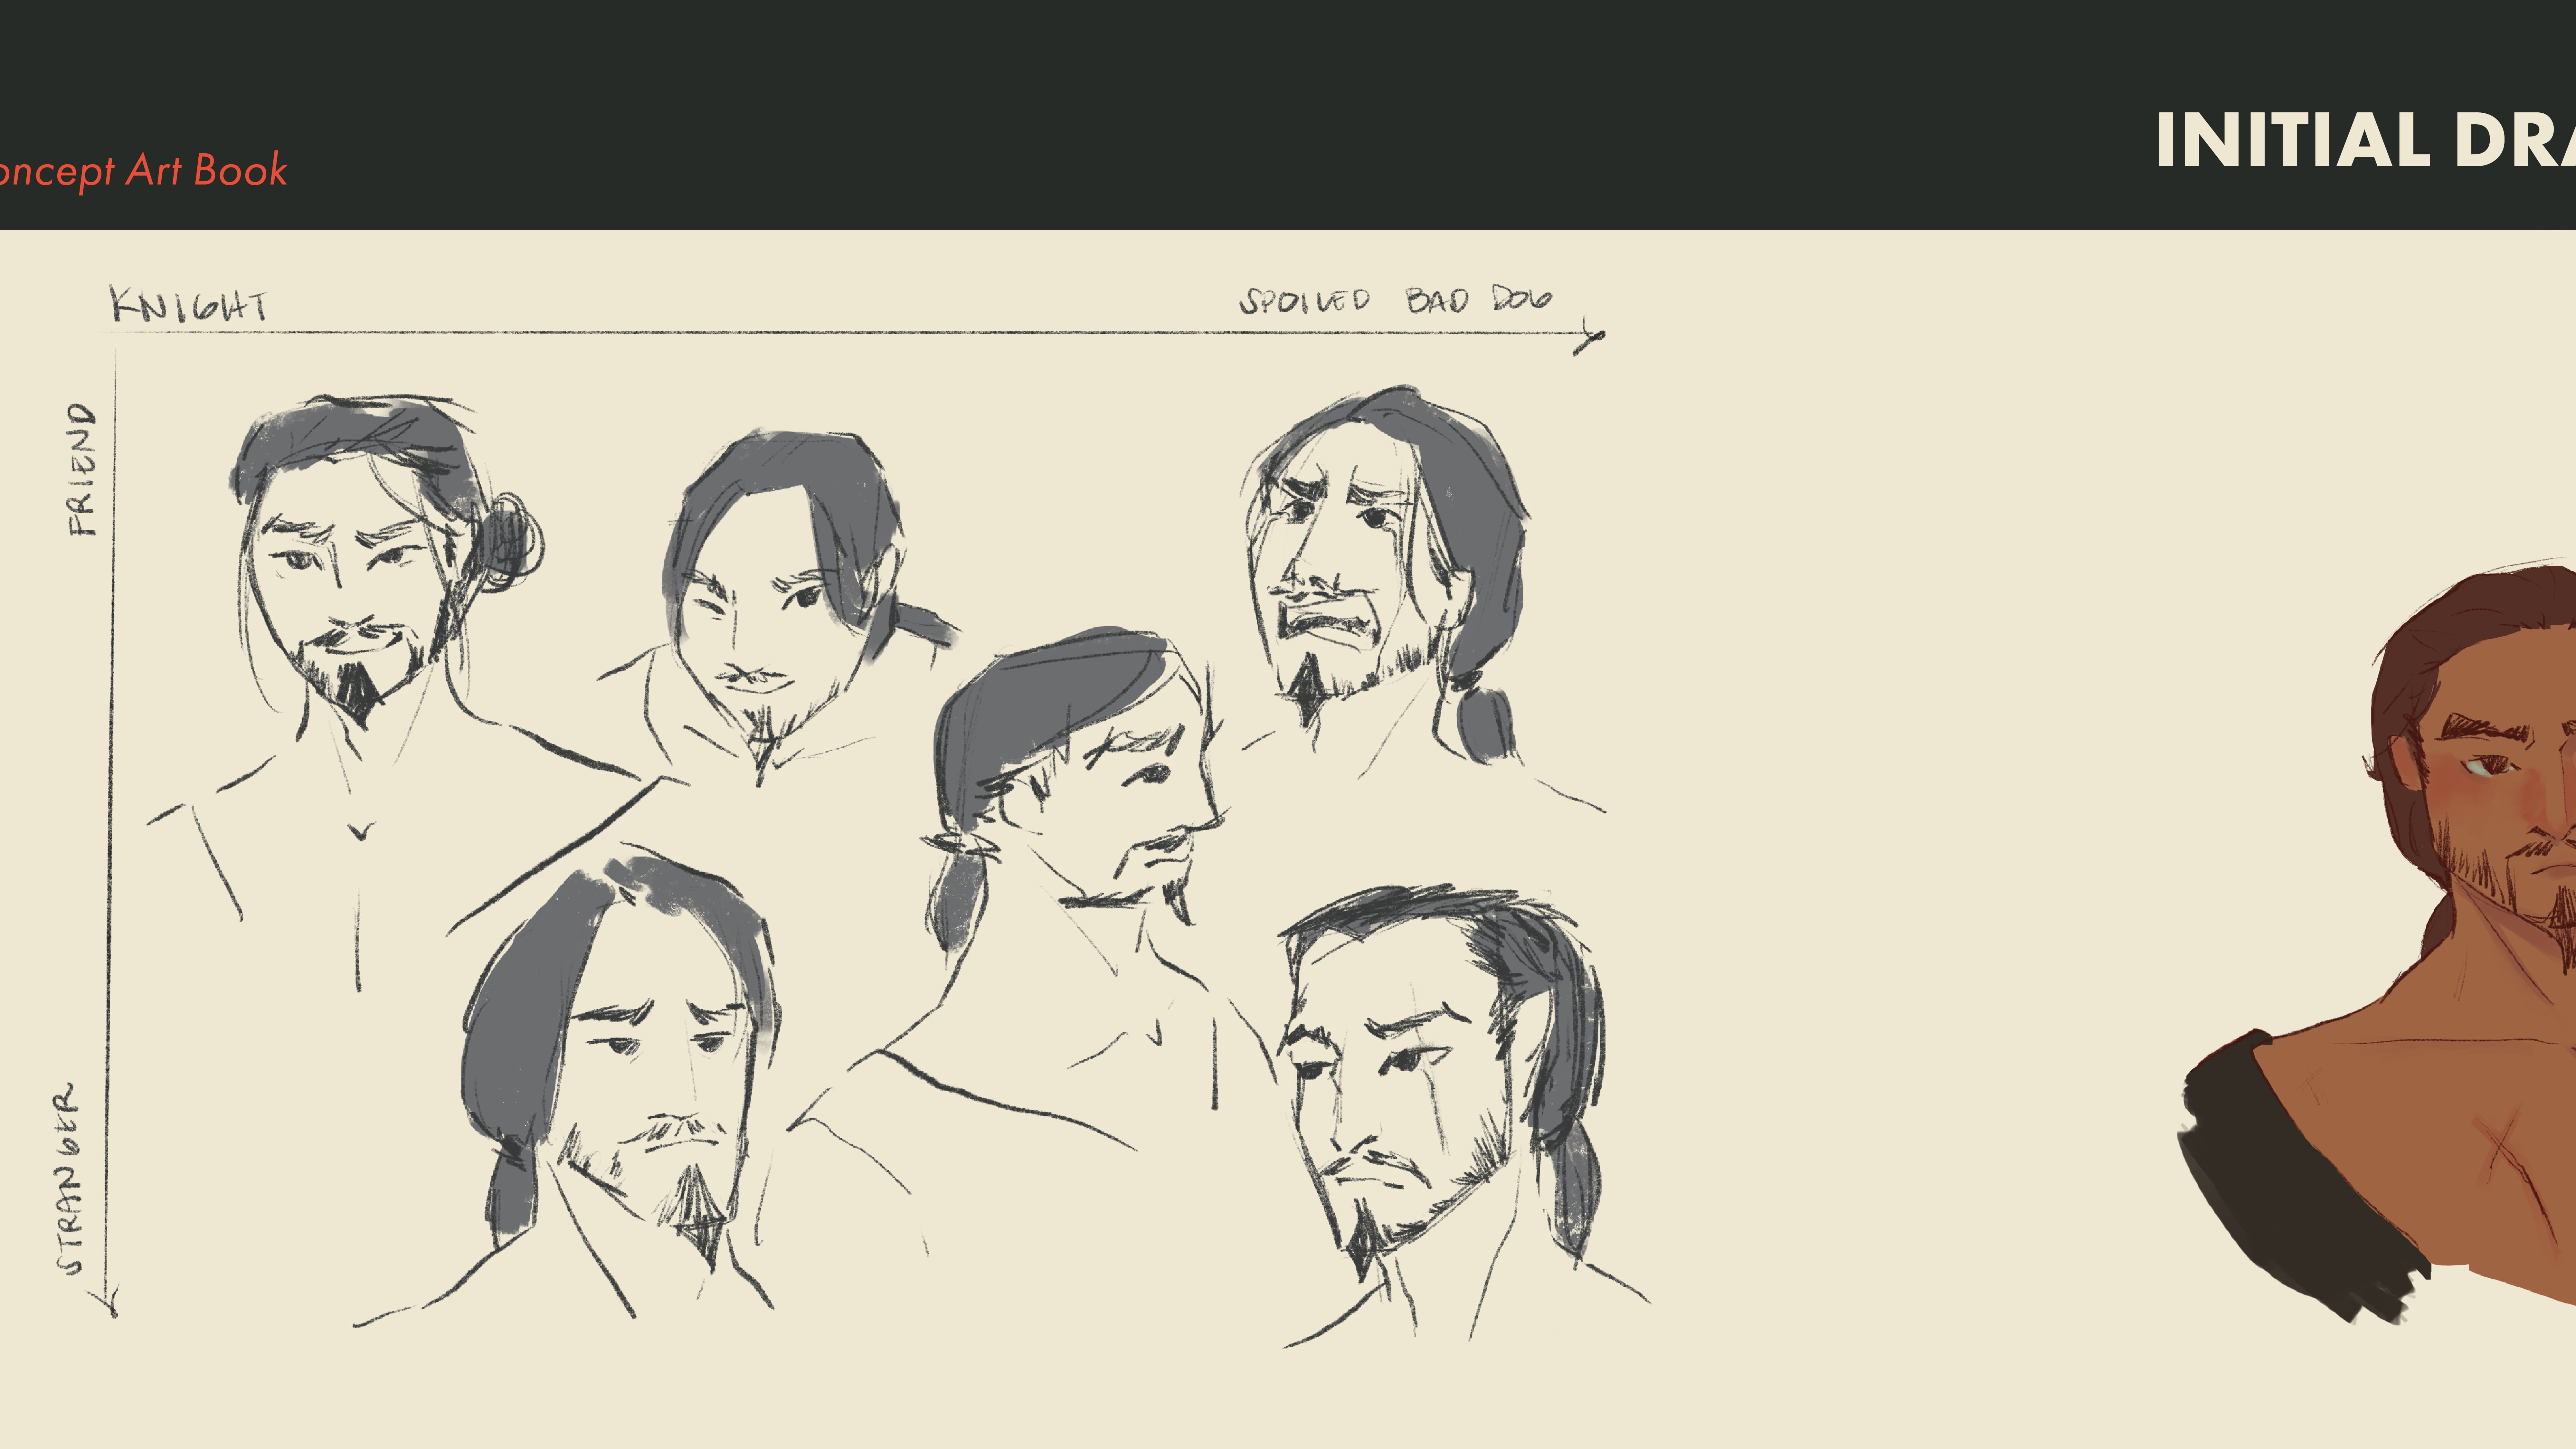 INITIAL DRA
oncept Art Book
KNIGHT
SPOILED BAD DOG
FRIEND
STRANGER